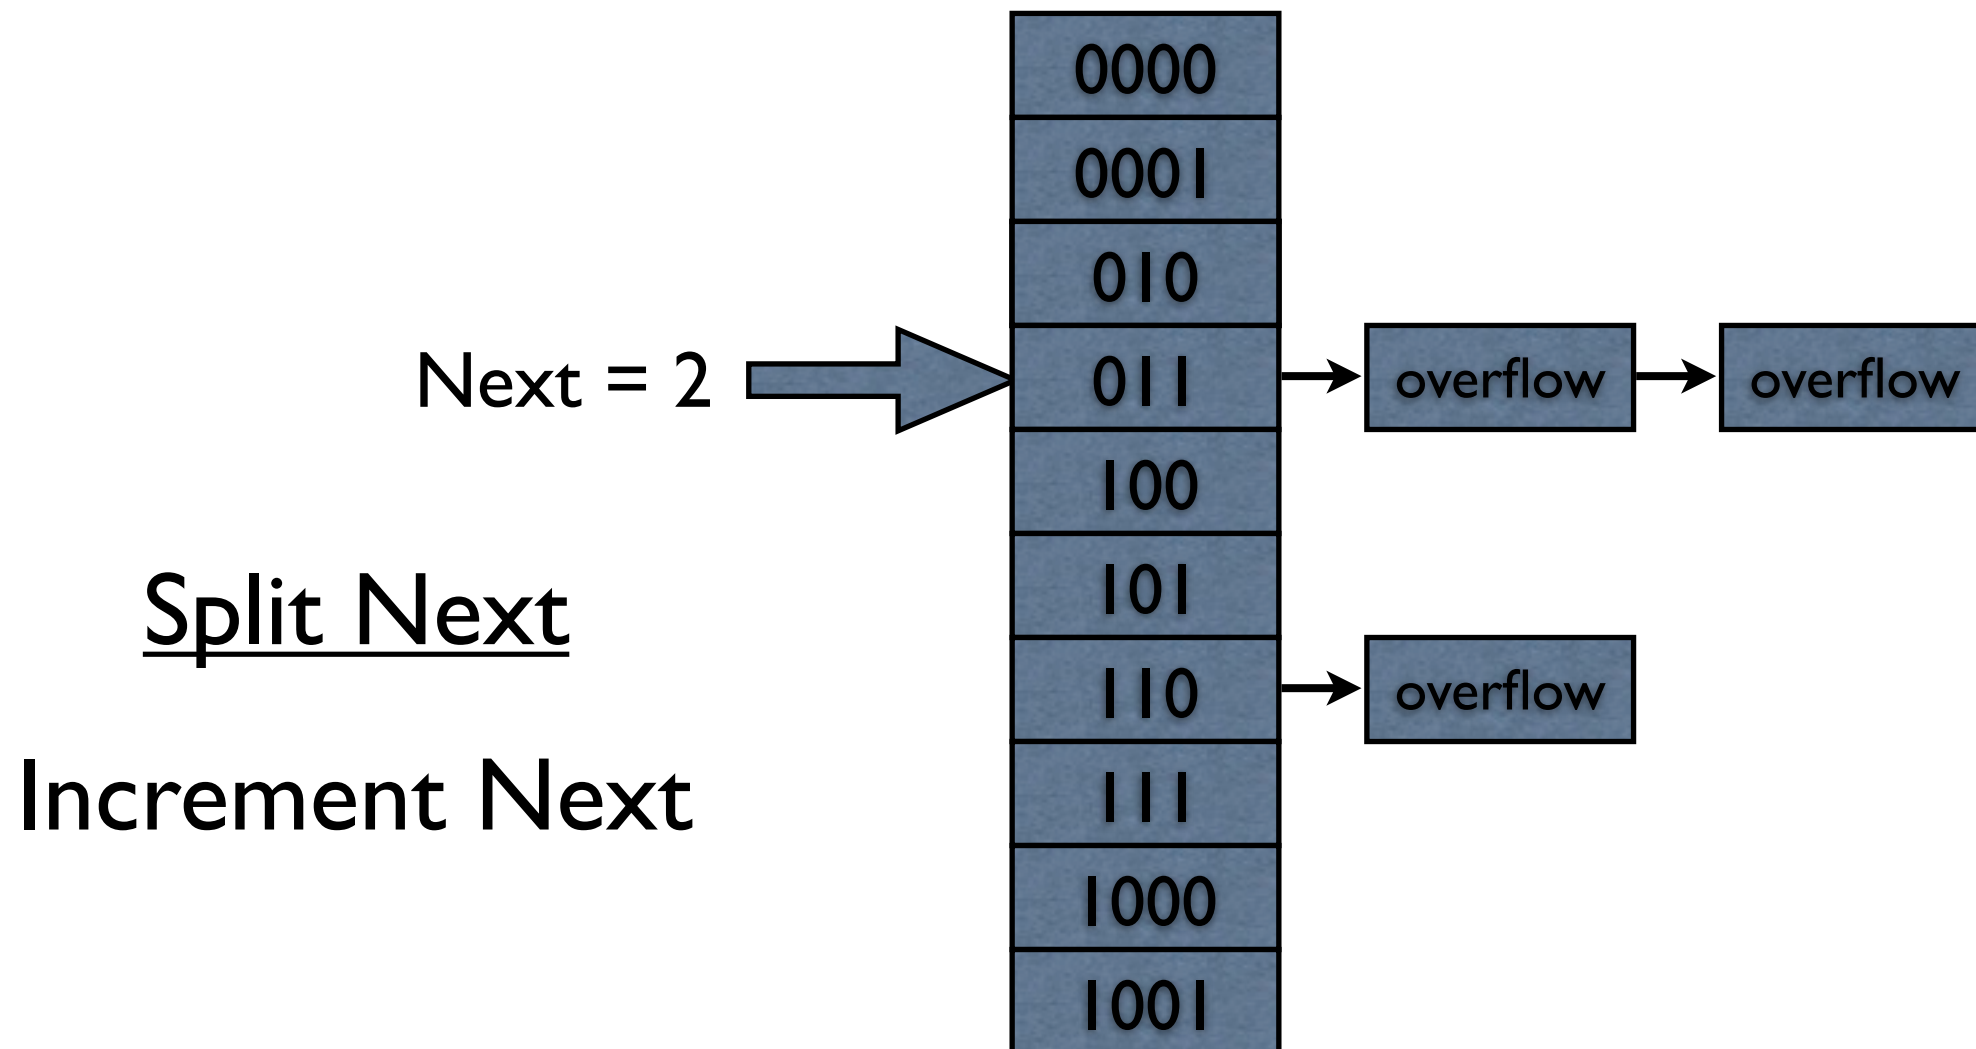 0000
0001
010
Next = 2
011
overflow
overflow
100
101
Split Next
110
overflow
Increment Next
111
1000
1001